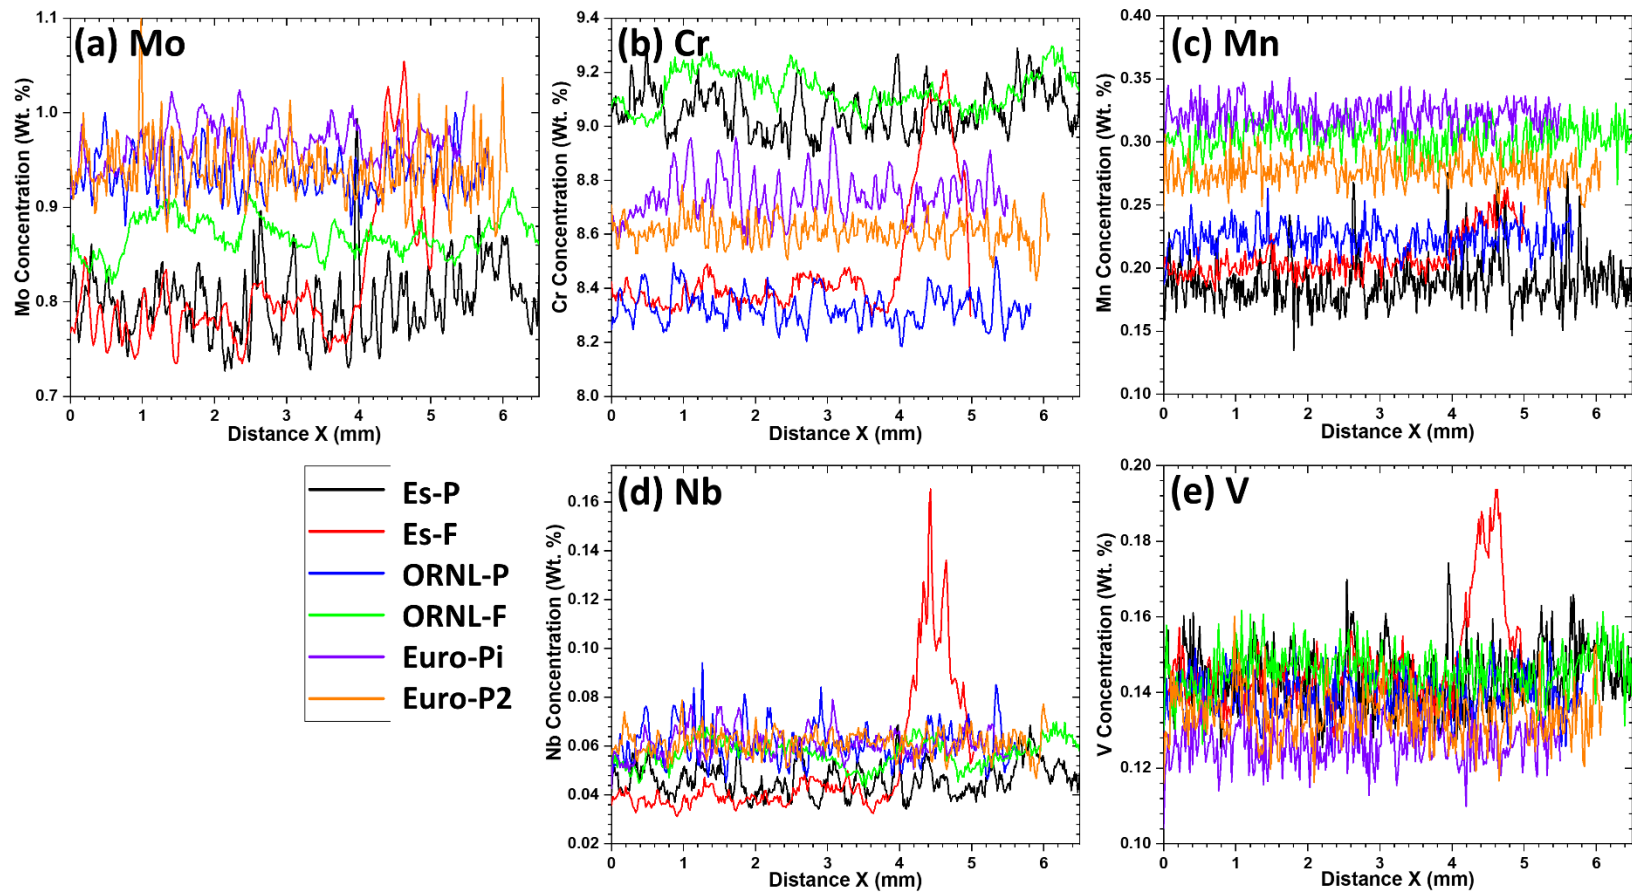 (a) Mo
Mo Concentration (Wt. %)
1.1
1.0
0.9
0.8
0.7
0 1 2 3 4 5 6
Distance X (mm)
(b) Cr
Cr Concentration (Wt. %)
9.4
9.2
9.0
8.8
8.6
8.4
8.2
8.0
0 1 2 3 4 5 6
Distance X (mm)
(c) Mn
Mn Concentration (Wt. %)
0.40
0.35
0.30
0.25
0.20
0.15
0.10
0 1 2 3 4 5 6
Distance X (mm)
Es-P
Es-F
ORNL-P
ORNL-F
Euro-Pi
Euro-P2
(d) Nb
Nb Concentration (Wt. %)
0.16
0.14
0.12
0.10
0.08
0.06
0.04
0.02
0 1 2 3 4 5 6
Distance X (mm)
(e) V
V Concentration (Wt. %)
0.20
0.18
0.16
0.14
0.12
0.10
0 1 2 3 4 5 6
Distance X (mm)